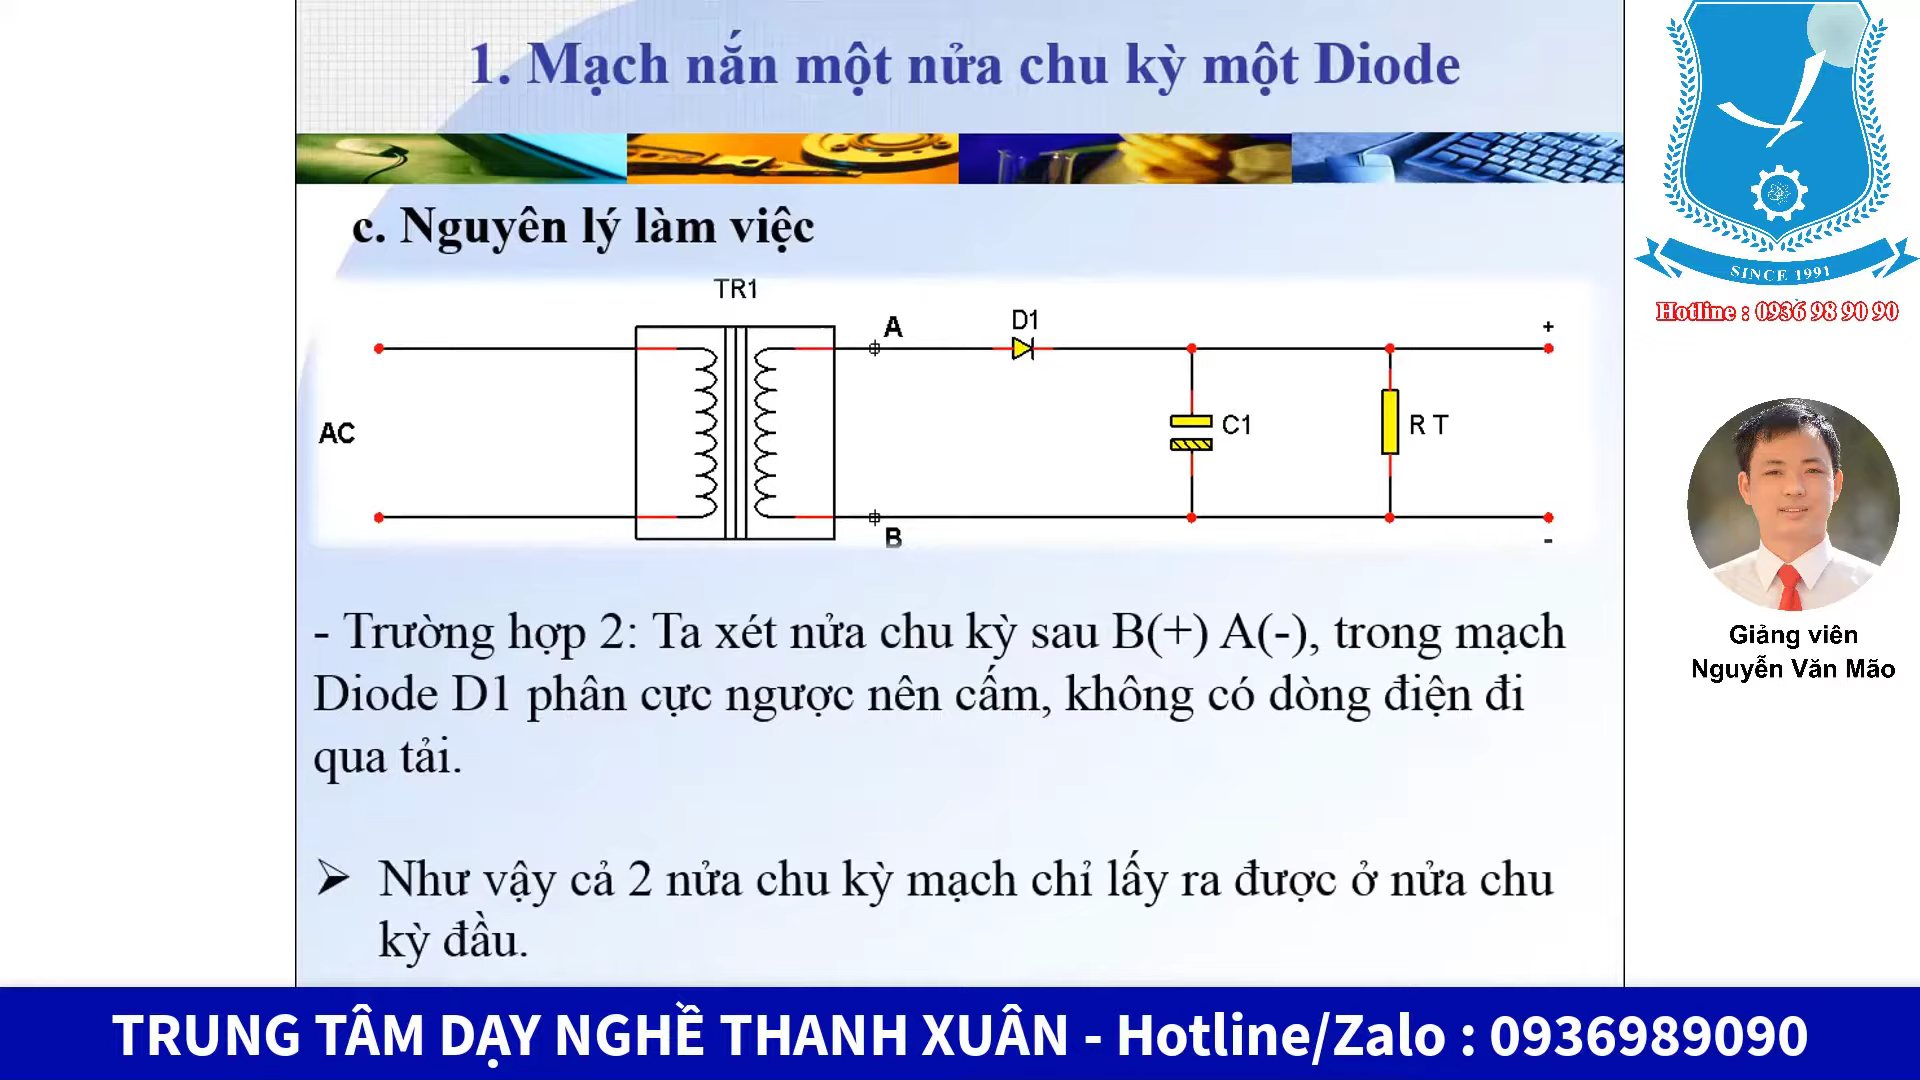 1. Mạch nắn một nửa chu kỳ một Diode
SINCE 1991
Hotline : 0936 98 90 90
c. Nguyên lý làm việc
TR1
A
D1
+
AC
C1
R T
B
-
Giảng viên
Nguyễn Văn Mão
- Trường hợp 2: Ta xét nửa chu kỳ sau B(+) A(-), trong mạch
Diode D1 phân cực ngược nên cấm, không có dòng điện đi
qua tải.
➢ Như vậy cả 2 nửa chu kỳ mạch chỉ lấy ra được ở nửa chu
kỳ đầu.
TRUNG TÂM DẠY NGHỀ THANH XUÂN - Hotline/Zalo : 0936989090